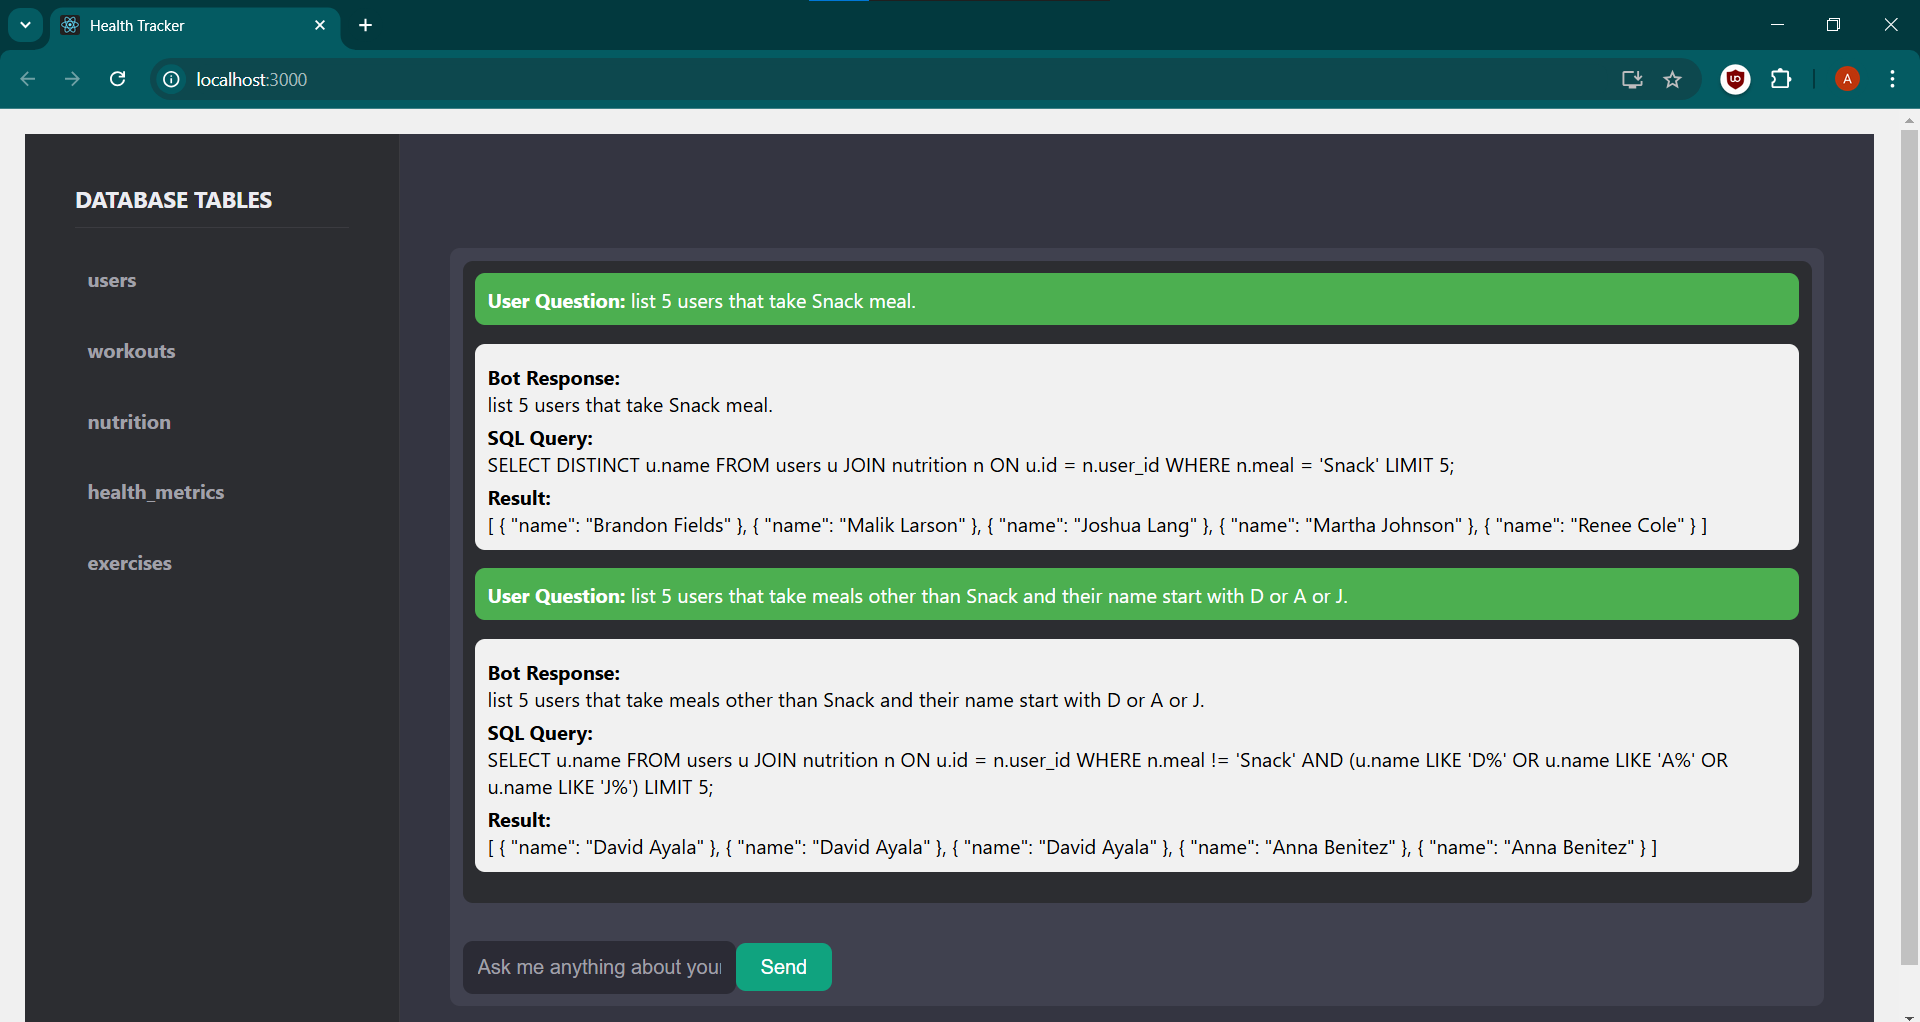 Health Tracker
localhost:3000
A
DATABASE TABLES
users
workouts
nutrition
health_metrics
exercises
User Question: list 5 users that take Snack meal.
Bot Response:
list 5 users that take Snack meal.
SQL Query:
SELECT DISTINCT u.name FROM users u JOIN nutrition n ON u.id = n.user_id WHERE n.meal = 'Snack' LIMIT 5;
Result:
[ { "name": "Brandon Fields" }, { "name": "Malik Larson" }, { "name": "Joshua Lang" }, { "name": "Martha Johnson" }, { "name": "Renee Cole" } ]
User Question: list 5 users that take meals other than Snack and their name start with D or A or J.
Bot Response:
list 5 users that take meals other than Snack and their name start with D or A or J.
SQL Query:
SELECT u.name FROM users u JOIN nutrition n ON u.id = n.user_id WHERE n.meal != 'Snack' AND (u.name LIKE 'D%' OR u.name LIKE 'A%' OR
u.name LIKE 'J%') LIMIT 5;
Result:
[ { "name": "David Ayala" }, { "name": "David Ayala" }, { "name": "David Ayala" }, { "name": "Anna Benitez" }, { "name": "Anna Benitez" } ]
Ask me anything about your
Send